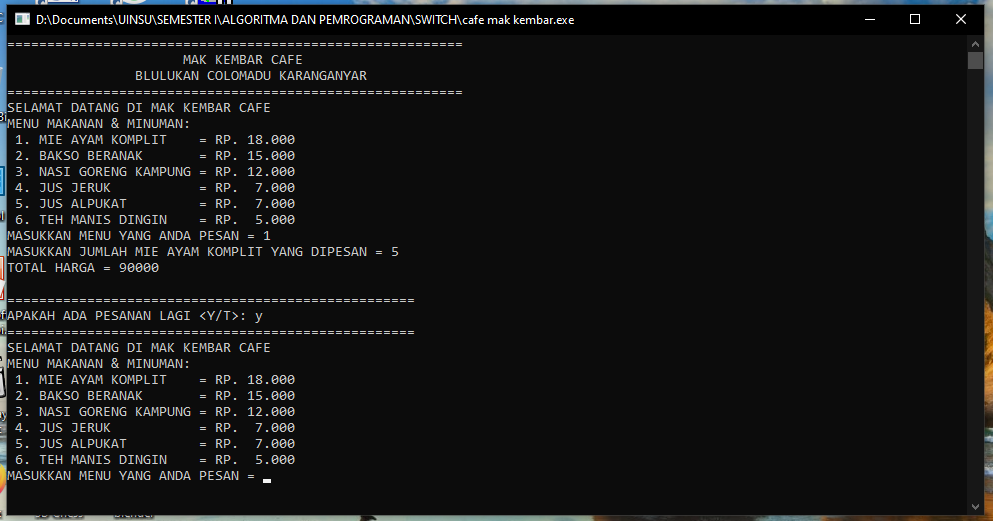 D:\Documents\UINSU\SEMESTER I\ALGORITMA DAN PEMROGRAMAN\SWITCH\cafe mak kembar.exe
=========================================================
MAK KEMBAR CAFE
BLULUKAN COLOMADU KARANGANYAR
=========================================================
SELAMAT DATANG DI MAK KEMBAR CAFE
MENU MAKANAN & MINUMAN:
1. MIE AYAM KOMPLIT    = RP. 18.000
2. BAKSO BERANAK       = RP. 15.000
3. NASI GORENG KAMPUNG = RP. 12.000
4. JUS JERUK           = RP.  7.000
5. JUS ALPUKAT         = RP.  7.000
6. TEH MANIS DINGIN    = RP.  5.000
MASUKKAN MENU YANG ANDA PESAN = 1
MASUKKAN JUMLAH MIE AYAM KOMPLIT YANG DIPESAN = 5
TOTAL HARGA = 90000
===================================================
APAKAH ADA PESANAN LAGI <Y/T>: y
===================================================
SELAMAT DATANG DI MAK KEMBAR CAFE
MENU MAKANAN & MINUMAN:
1. MIE AYAM KOMPLIT    = RP. 18.000
2. BAKSO BERANAK       = RP. 15.000
3. NASI GORENG KAMPUNG = RP. 12.000
4. JUS JERUK           = RP.  7.000
5. JUS ALPUKAT         = RP.  7.000
6. TEH MANIS DINGIN    = RP.  5.000
MASUKKAN MENU YANG ANDA PESAN =